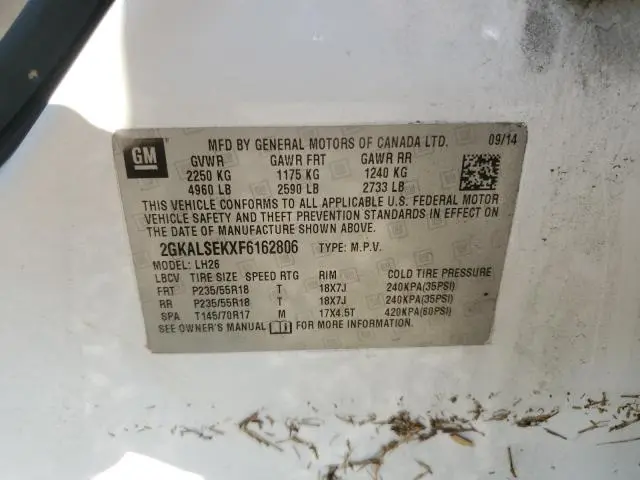 GM
MFD BY GENERAL MOTORS OF CANADA LTD. 09/14
GVWR GAWR FRT GAWR RR
2250 KG 1175 KG 1240 KG
4960 LB 2590 LB 2733 LB
THIS VEHICLE CONFORMS TO ALL APPLICABLE U.S. FEDERAL MOTOR
VEHICLE SAFETY AND THEFT PREVENTION STANDARDS IN EFFECT ON
THE DATE OF MANUFACTURE SHOWN ABOVE.
2GKALSEKXF6162806 TYPE: M.P.V.
MODEL: LH26
LBCV TIRE SIZE SPEED RTG RIM COLD TIRE PRESSURE
FRT P235/55R18 T 18X7J 240KPA(35PSI)
RR P235/55R18 T 18X7J 240KPA(35PSI)
SPA T145/70R17 M 17X4.5T 420KPA(60PSI)
SEE OWNER'S MANUAL FOR MORE INFORMATION.